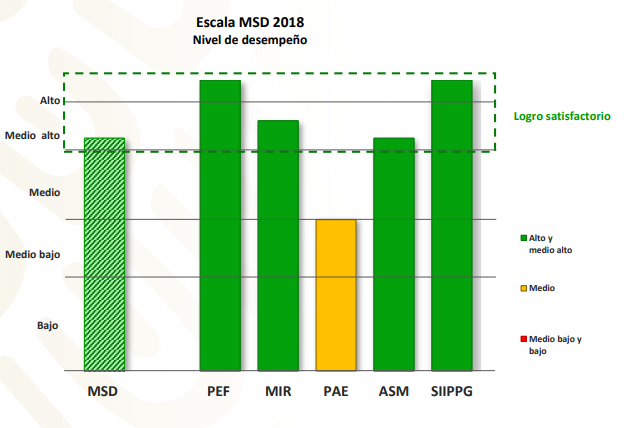 Escala MSD 2018
Nivel de desempeño
Alto
Medio alto
Medio
Medio bajo
Bajo
Logro satisfactorio
Alto y
medio alto
Medio
Medio bajo y
bajo
MSD PEF MIR PAE ASM SIIPPG